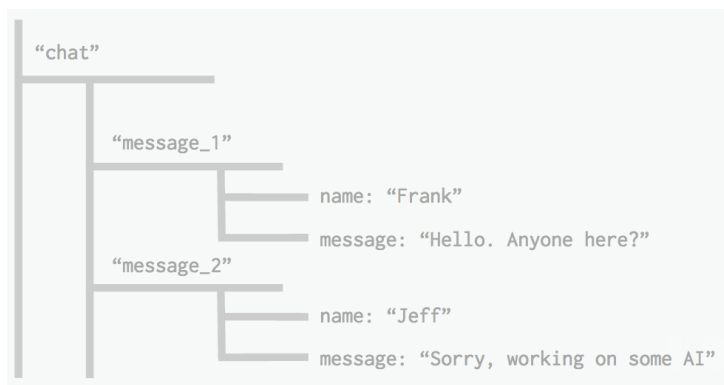 “chat”
“message_1”
name: “Frank”
message: “Hello. Anyone here?”
“message_2”
name: “Jeff”
message: “Sorry, working on some AI”